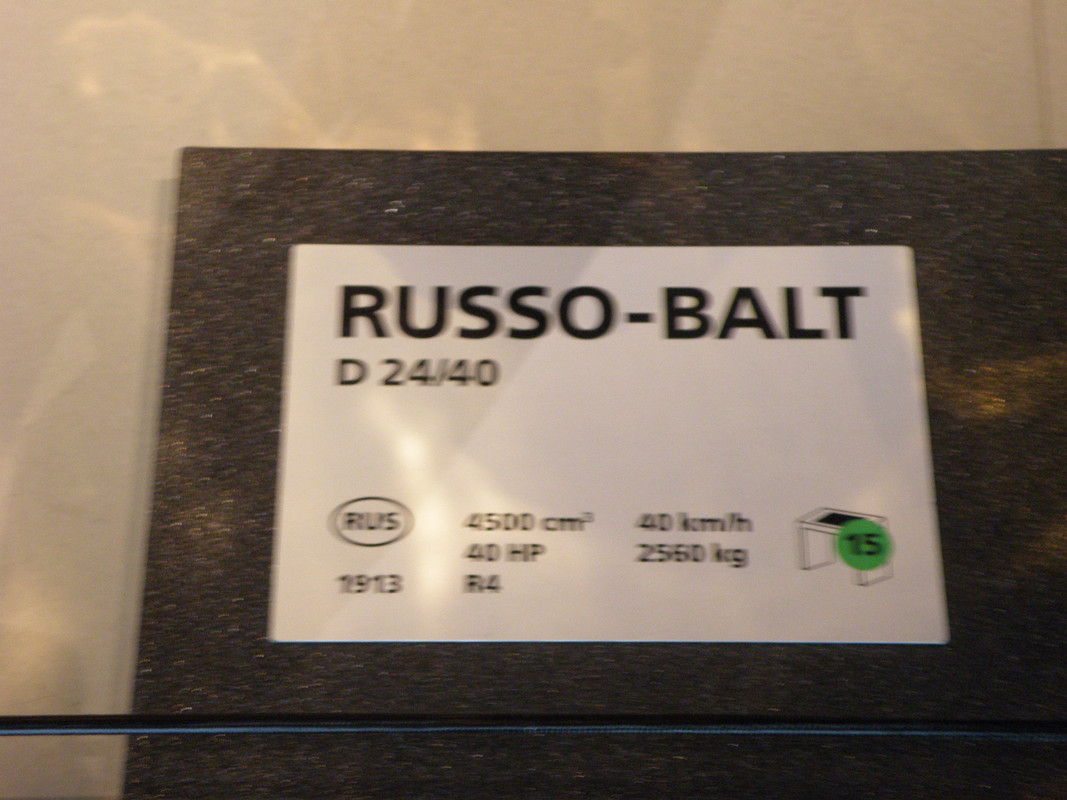 RUSSO-BALT
D 24/40
RUS 4500 cm³ 40 km/h
40 HP 2560 kg
1913 R4
15